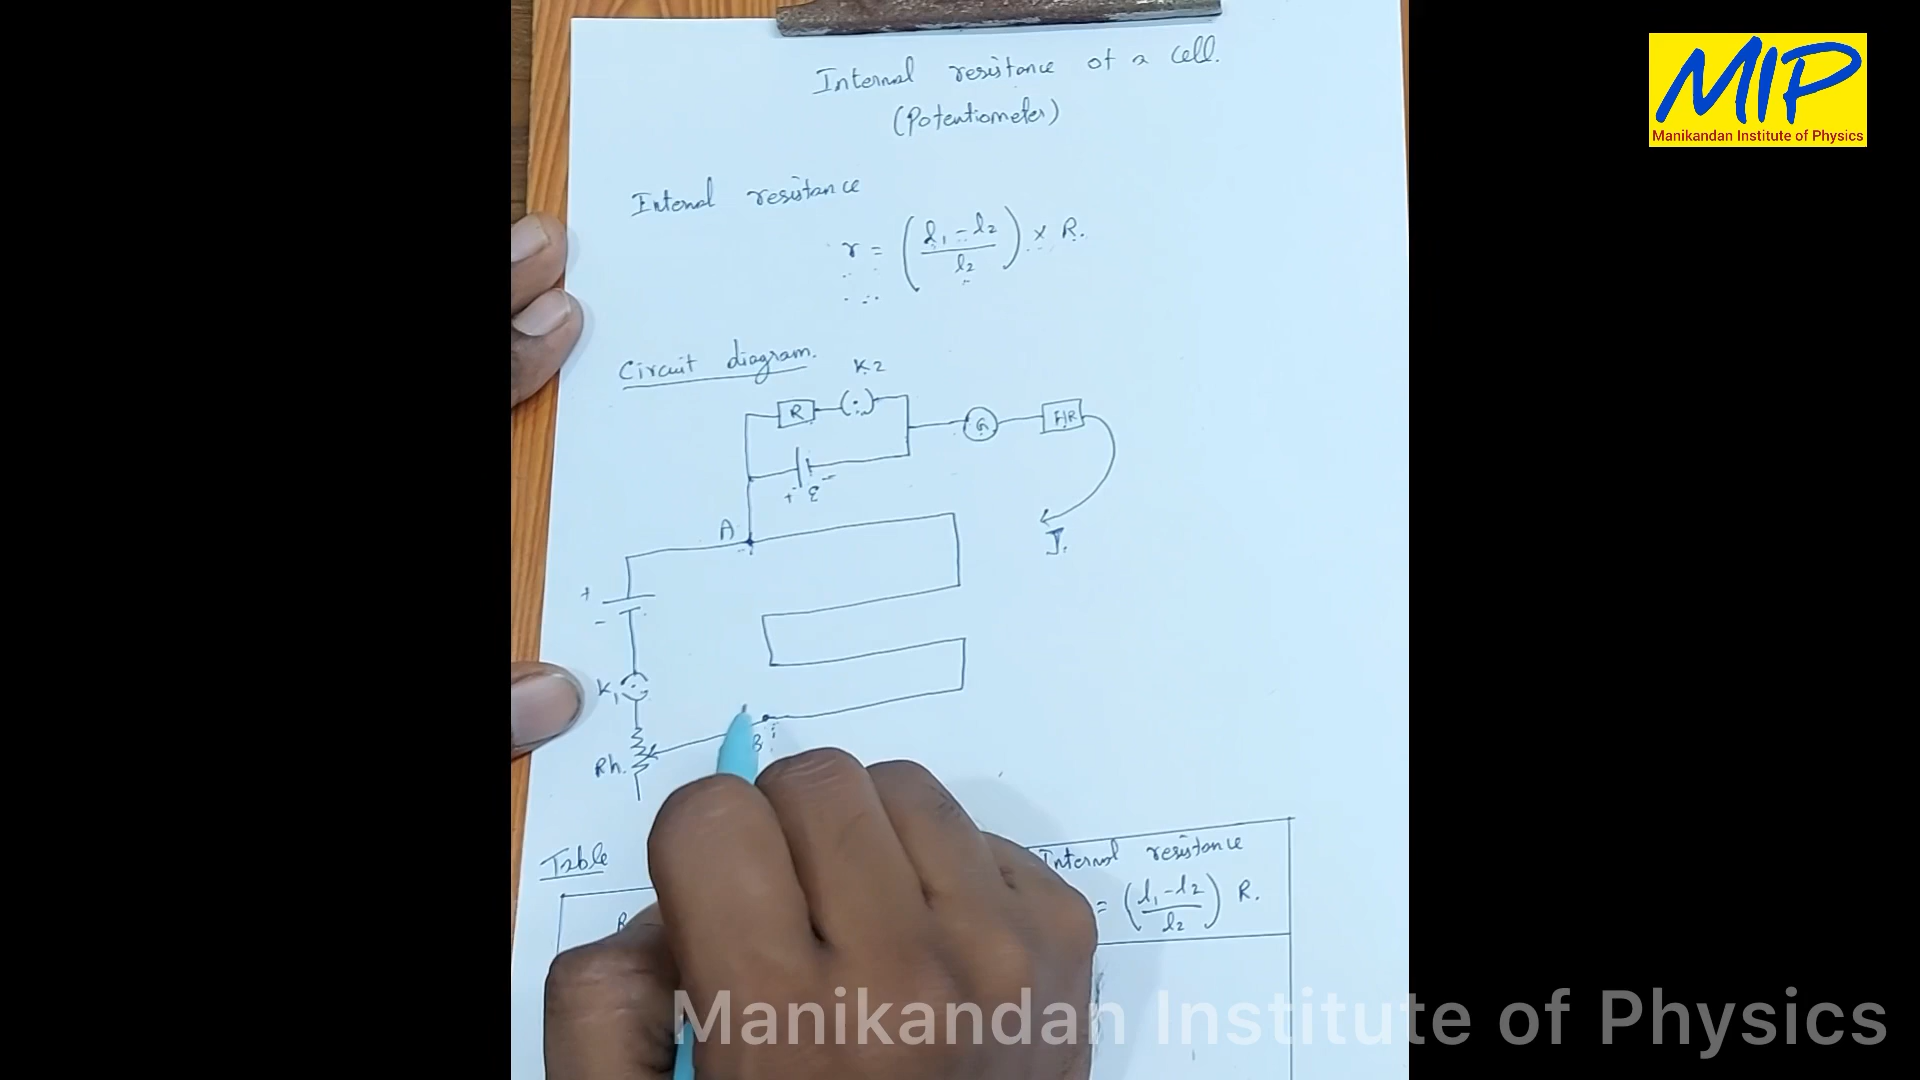 Internal resistance of a cell.
(Potentiometer)
MIP
Manikandan Institute of Physics
Internal resistance
r = (l1 - l2 / l2) × R.
Circuit diagram.
K2
R
G
H/R
+ ε -
A
J.
+
-
K1
B
Rh.
Table
Internal resistance
= (l1 - l2 / l2) R.
R
Manikandan Institute of Physics